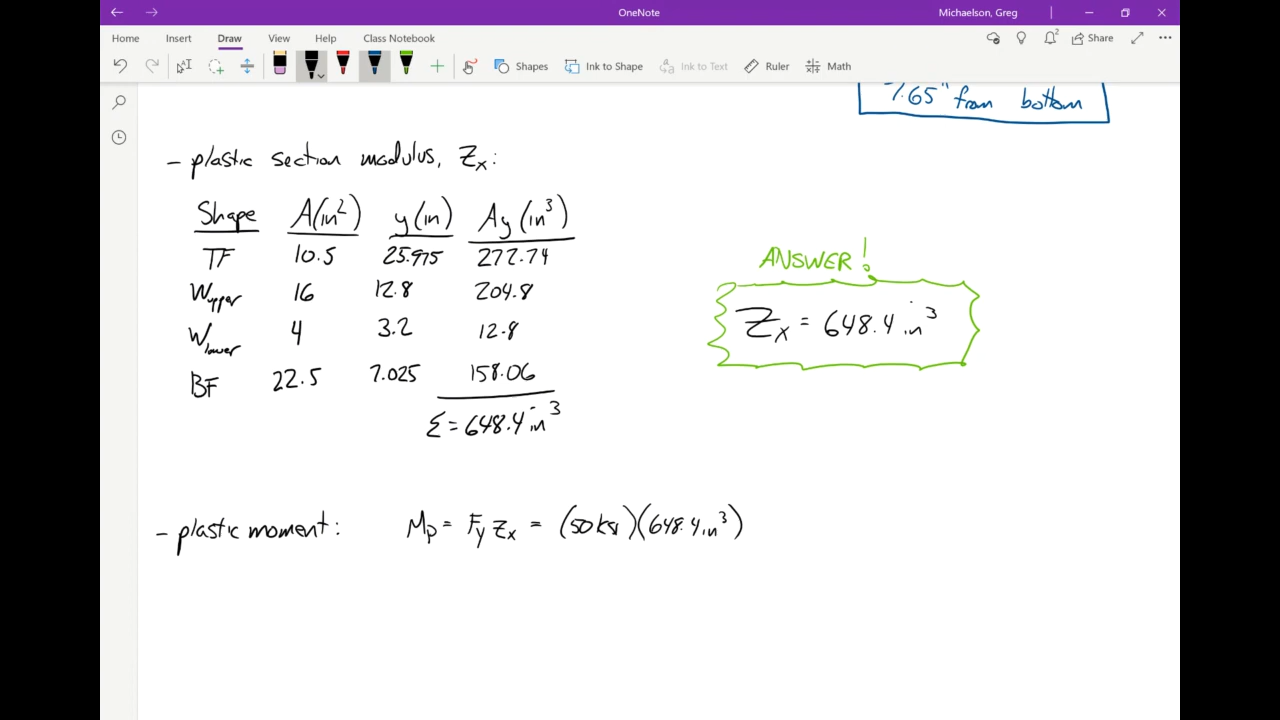 OneNote
Michaelson, Greg
Home Insert Draw View Help Class Notebook
2 Share
Shapes Ink to Shape Ink to Text Ruler Math
7.65" from bottom
- plastic section modulus, Zx:
Shape A(in²) y(in) Ay(in³)
TF 10.5 25.975 272.74
Wupper 16 12.8 204.8
Wlower 4 3.2 12.8
BF 22.5 7.025 158.06
Σ = 648.4 in³
ANSWER!
Zx = 648.4 in³
- plastic moment: Mp = Fy Zx = (50 ksi)(648.4 in³)